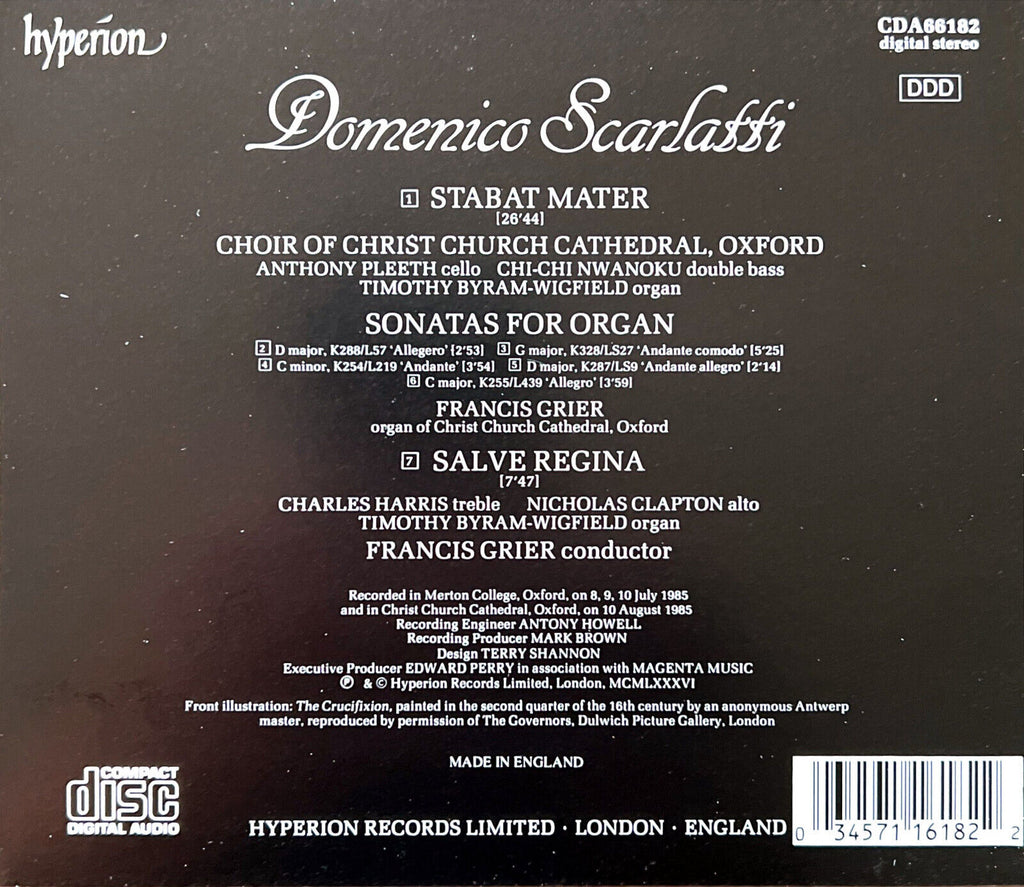 hyperion
CDA66182
digital stereo
DDD
Domenico Scarlatti
1 STABAT MATER
[26'44]
CHOIR OF CHRIST CHURCH CATHEDRAL, OXFORD
ANTHONY PLEETH cello CHI-CHI NWANOKU double bass
TIMOTHY BYRAM-WIGFIELD organ
SONATAS FOR ORGAN
2 D major, K288/L57 'Allegero' [2'53] 3 G major, K328/LS27 'Andante comodo' [5'25]
4 C minor, K254/L219 'Andante' [3'54] 5 D major, K287/LS9 'Andante allegro' [2'14]
6 C major, K255/L439 'Allegro' [3'59]
FRANCIS GRIER
organ of Christ Church Cathedral, Oxford
7 SALVE REGINA
[7'47]
CHARLES HARRIS treble NICHOLAS CLAPTON alto
TIMOTHY BYRAM-WIGFIELD organ
FRANCIS GRIER conductor
Recorded in Merton College, Oxford, on 8, 9, 10 July 1985
and in Christ Church Cathedral, Oxford, on 10 August 1985
Recording Engineer ANTONY HOWELL
Recording Producer MARK BROWN
Design TERRY SHANNON
Executive Producer EDWARD PERRY in association with MAGENTA MUSIC
℗ & © Hyperion Records Limited, London, MCMLXXXVI
Front illustration: The Crucifixion, painted in the second quarter of the 16th century by an anonymous Antwerp
master, reproduced by permission of The Governors, Dulwich Picture Gallery, London
MADE IN ENGLAND
COMPACT
disc
DIGITAL AUDIO
HYPERION RECORDS LIMITED · LONDON · ENGLAND
0 34571 16182 2